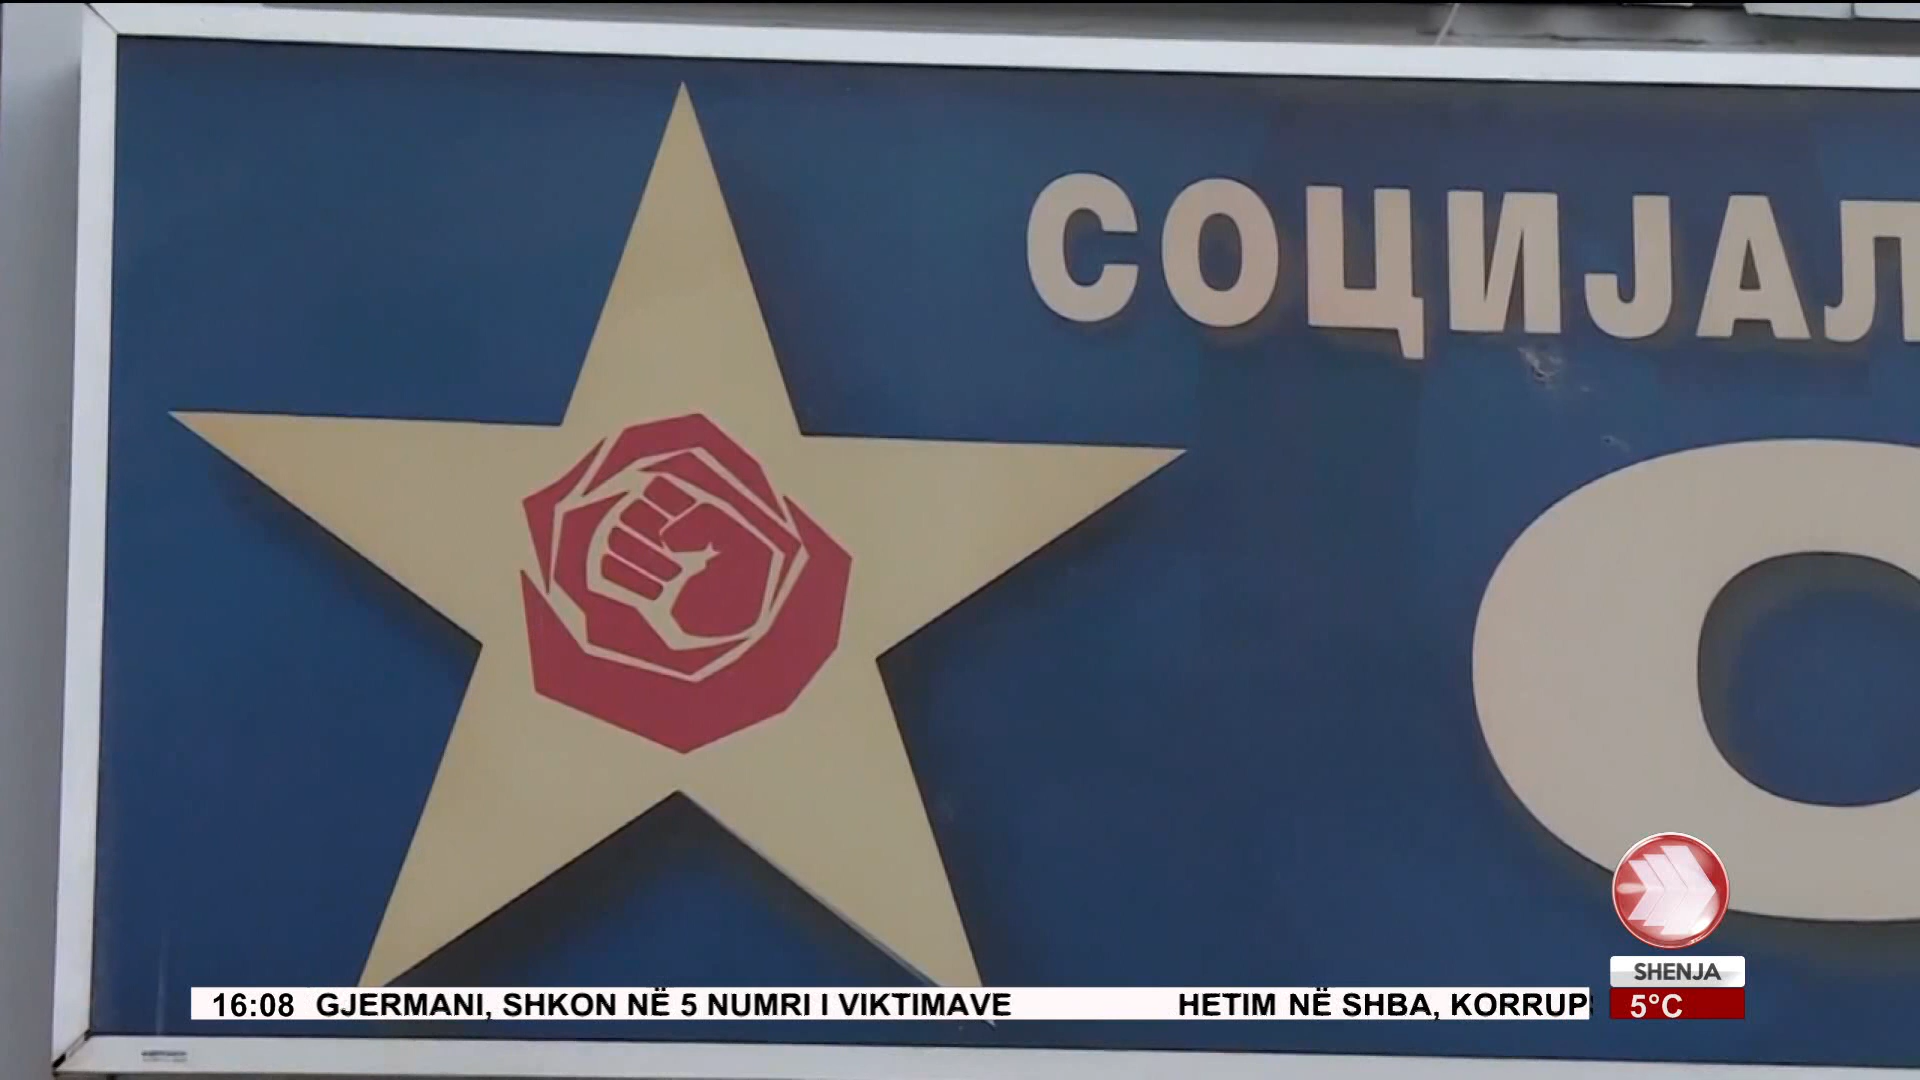 СОЦИЈАЛ
SHENJA
16:08 GJERMANI, SHKON NË 5 NUMRI I VIKTIMAVE HETIM NË SHBA, KORRUP
5°C